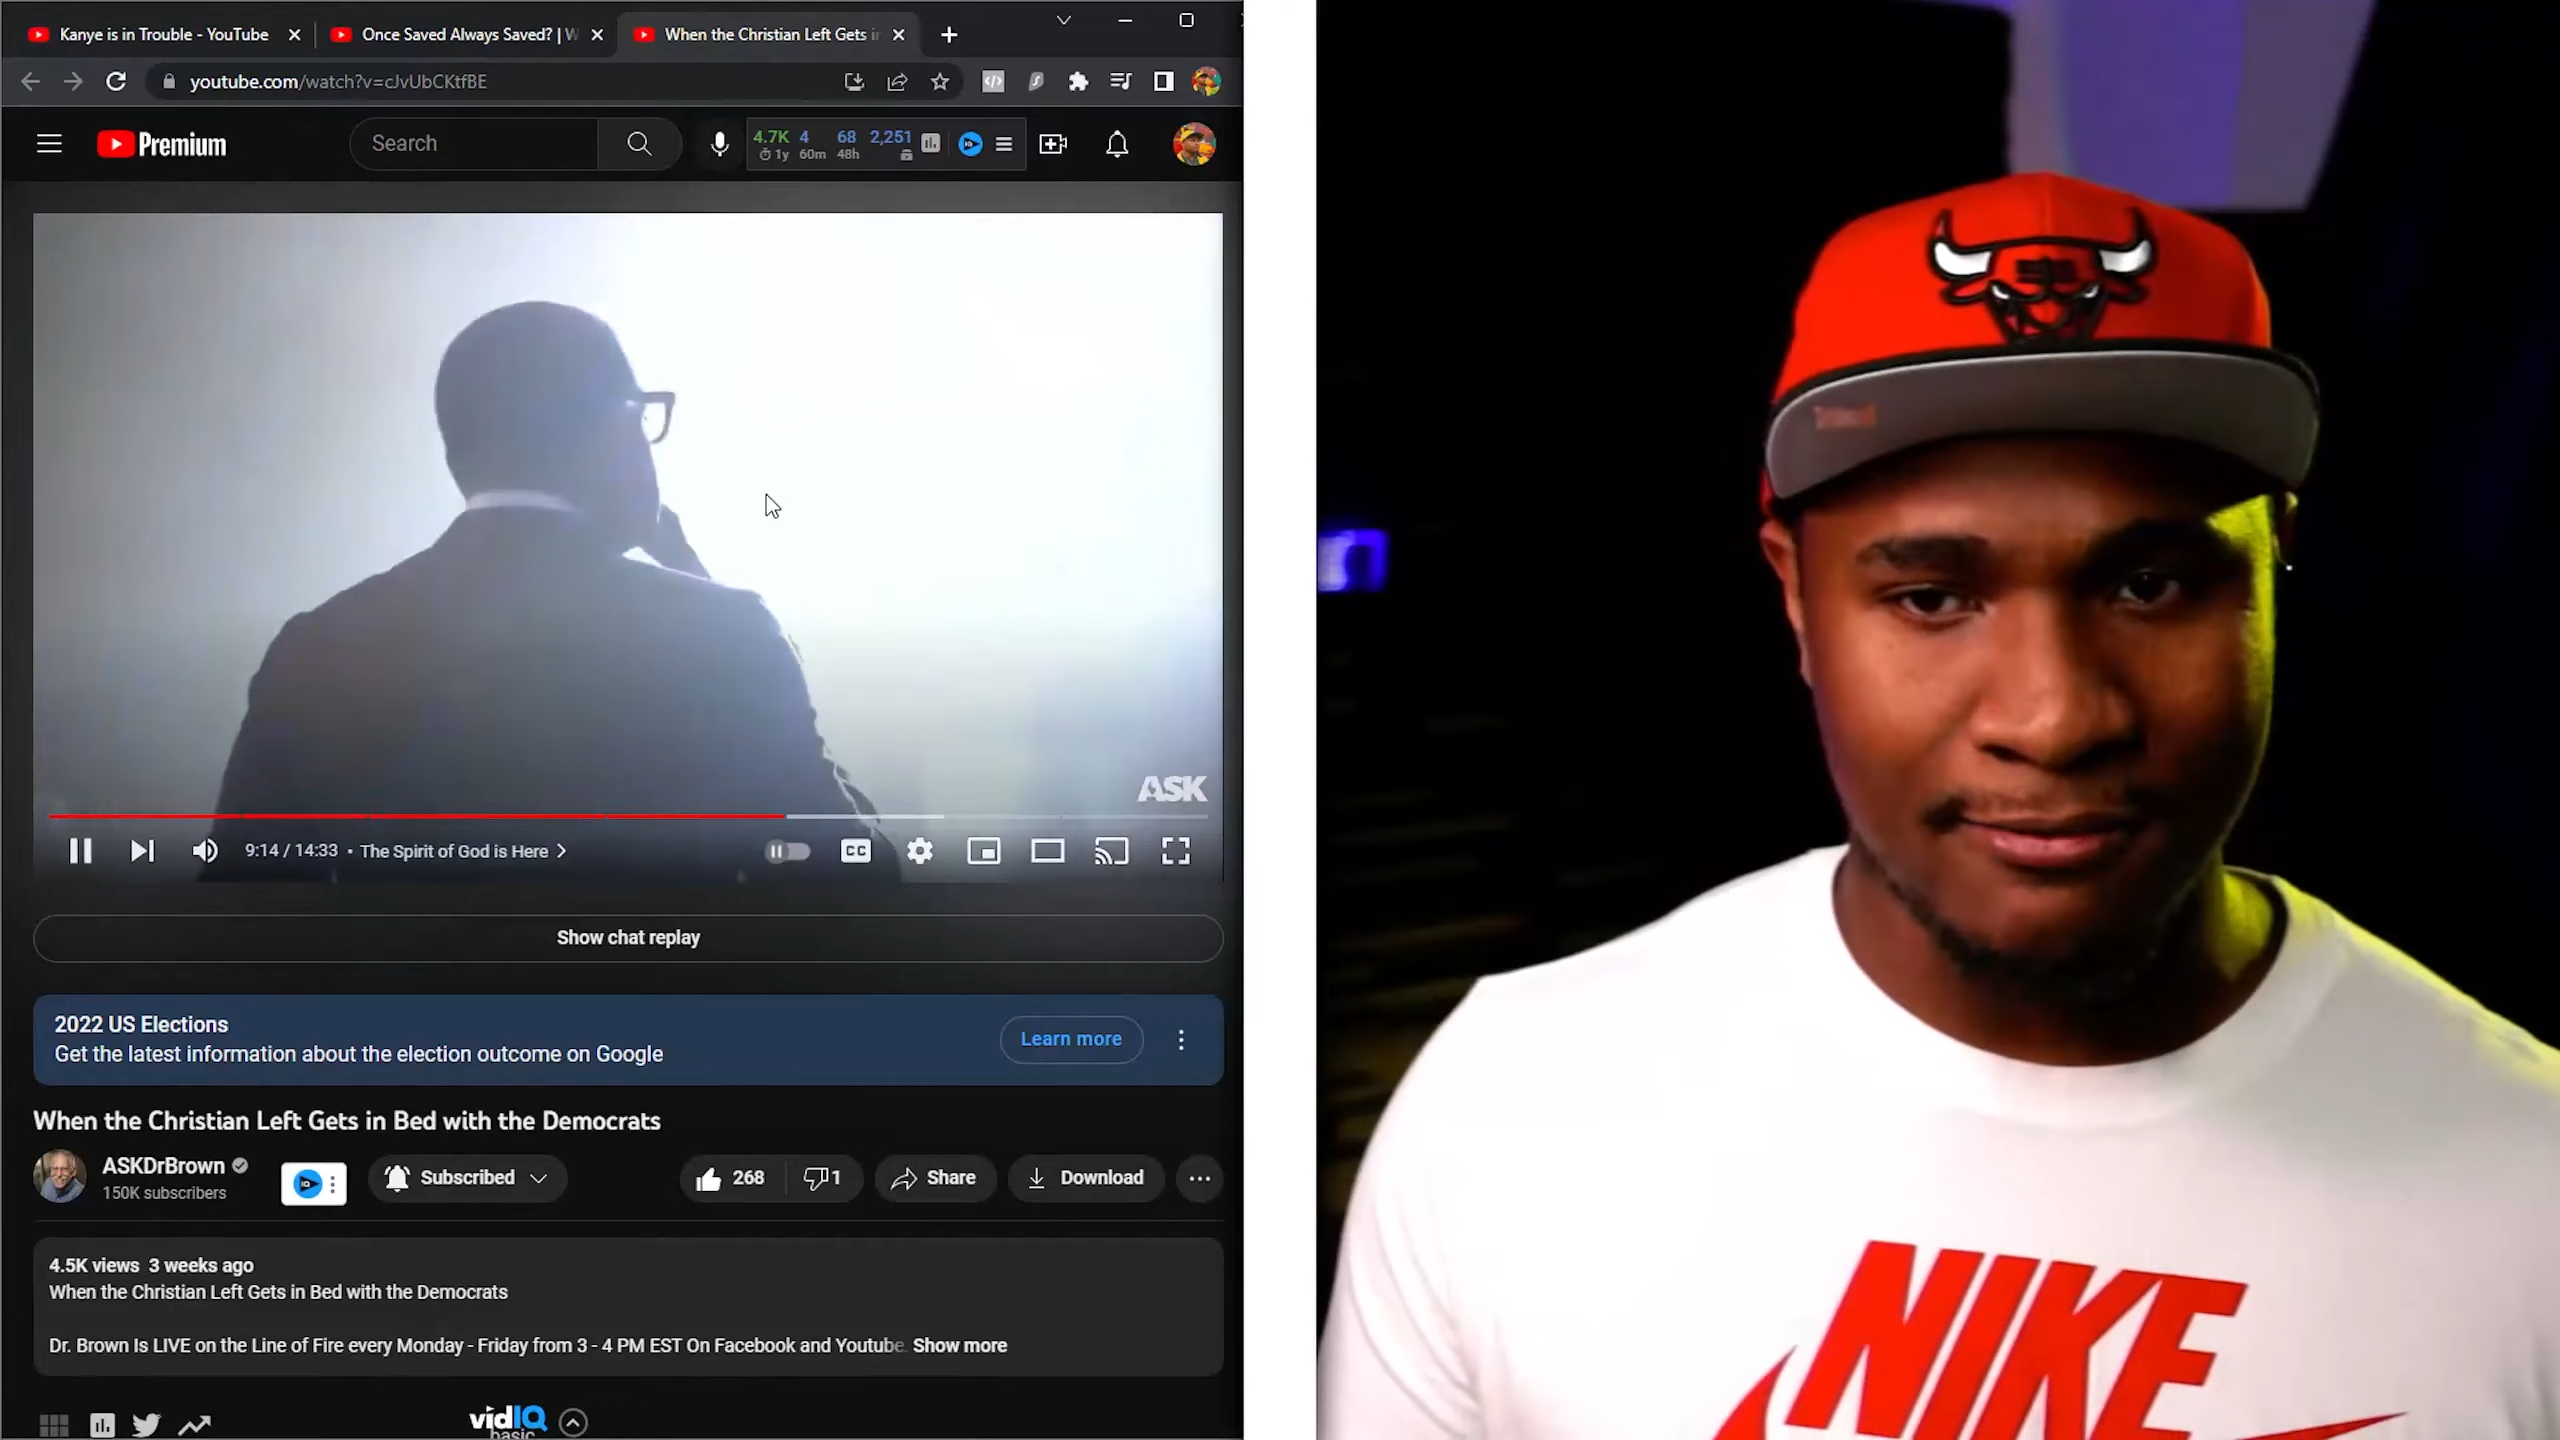 Kanye is in Trouble - YouTube
Once Saved Always Saved? | W
When the Christian Left Gets in
youtube.com/watch?v=cJvUbCKtfBE
Premium
Search
4.7K 4 68 2,251
1y 60m 48h
ASK
9:14 / 14:33 • The Spirit of God is Here
CC
Show chat replay
2022 US Elections
Get the latest information about the election outcome on Google
Learn more
When the Christian Left Gets in Bed with the Democrats
ASKDrBrown
150K subscribers
Subscribed
268
1
Share
Download
4.5K views 3 weeks ago
When the Christian Left Gets in Bed with the Democrats
Dr. Brown Is LIVE on the Line of Fire every Monday - Friday from 3 - 4 PM EST On Facebook and Youtube. Show more
vidIQ
basic
NIKE